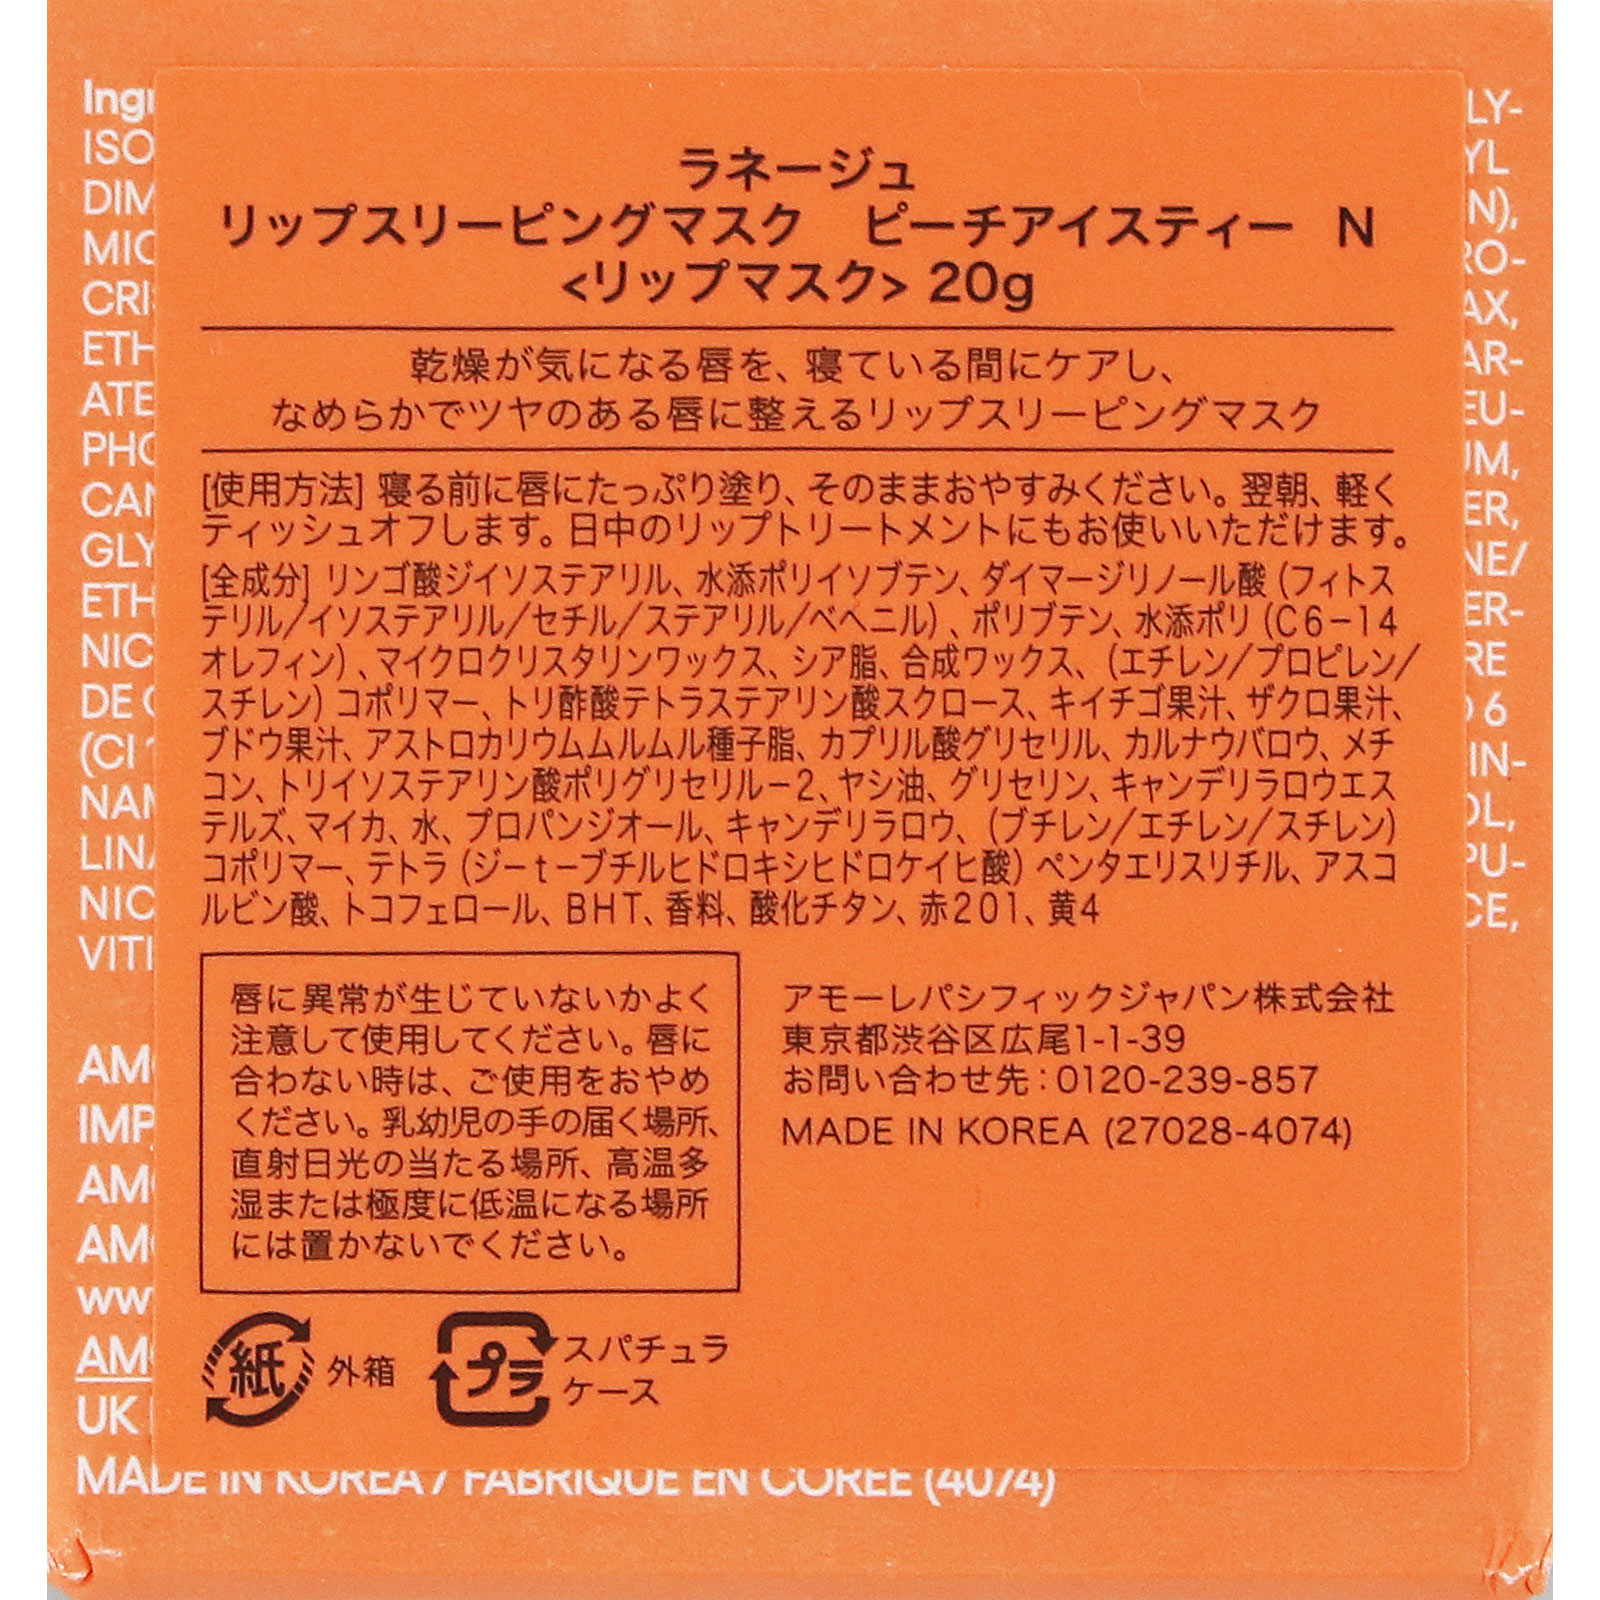 ラネージュ
リップスリーピングマスク　ピーチアイスティー　N
<リップマスク> 20g
乾燥が気になる唇を、寝ている間にケアし、
なめらかでツヤのある唇に整えるリップスリーピングマスク
[使用方法] 寝る前に唇にたっぷり塗り、そのままおやすみください。翌朝、軽く
ティッシュオフします。日中のリップトリートメントにもお使いいただけます。
[全成分] リンゴ酸ジイソステアリル、水添ポリイソブテン、ダイマージリノール酸（フィトス
テリル/イソステアリル/セチル/ステアリル/ベヘニル）、ポリブテン、水添ポリ（C6-14
オレフィン）、マイクロクリスタリンワックス、シア脂、合成ワックス、（エチレン/プロピレン/
スチレン）コポリマー、トリ酢酸テトラステアリン酸スクロース、キイチゴ果汁、ザクロ果汁、
ブドウ果汁、アストロカリウムムルムル種子脂、カプリル酸グリセリル、カルナウバロウ、メチ
コン、トリイソステアリン酸ポリグリセリル-2、ヤシ油、グリセリン、キャンデリラロウエス
テルズ、マイカ、水、プロパンジオール、キャンデリラロウ、（ブチレン/エチレン/スチレン）
コポリマー、テトラ（ジ-t-ブチルヒドロキシヒドロケイヒ酸）ペンタエリスリチル、アスコ
ルビン酸、トコフェロール、BHT、香料、酸化チタン、赤201、黄4
唇に異常が生じていないかよく
注意して使用してください。唇に
合わない時は、ご使用をおやめ
ください。乳幼児の手の届く場所、
直射日光の当たる場所、高温多
湿または極度に低温になる場所
には置かないでください。
アモーレパシフィックジャパン株式会社
東京都渋谷区広尾1-1-39
お問い合わせ先：0120-239-857
MADE IN KOREA (27028-4074)
紙 外箱
プラ スパチュラ
ケース
UK
MADE IN KOREA / FABRIQUÉ EN CORÉE (4074)